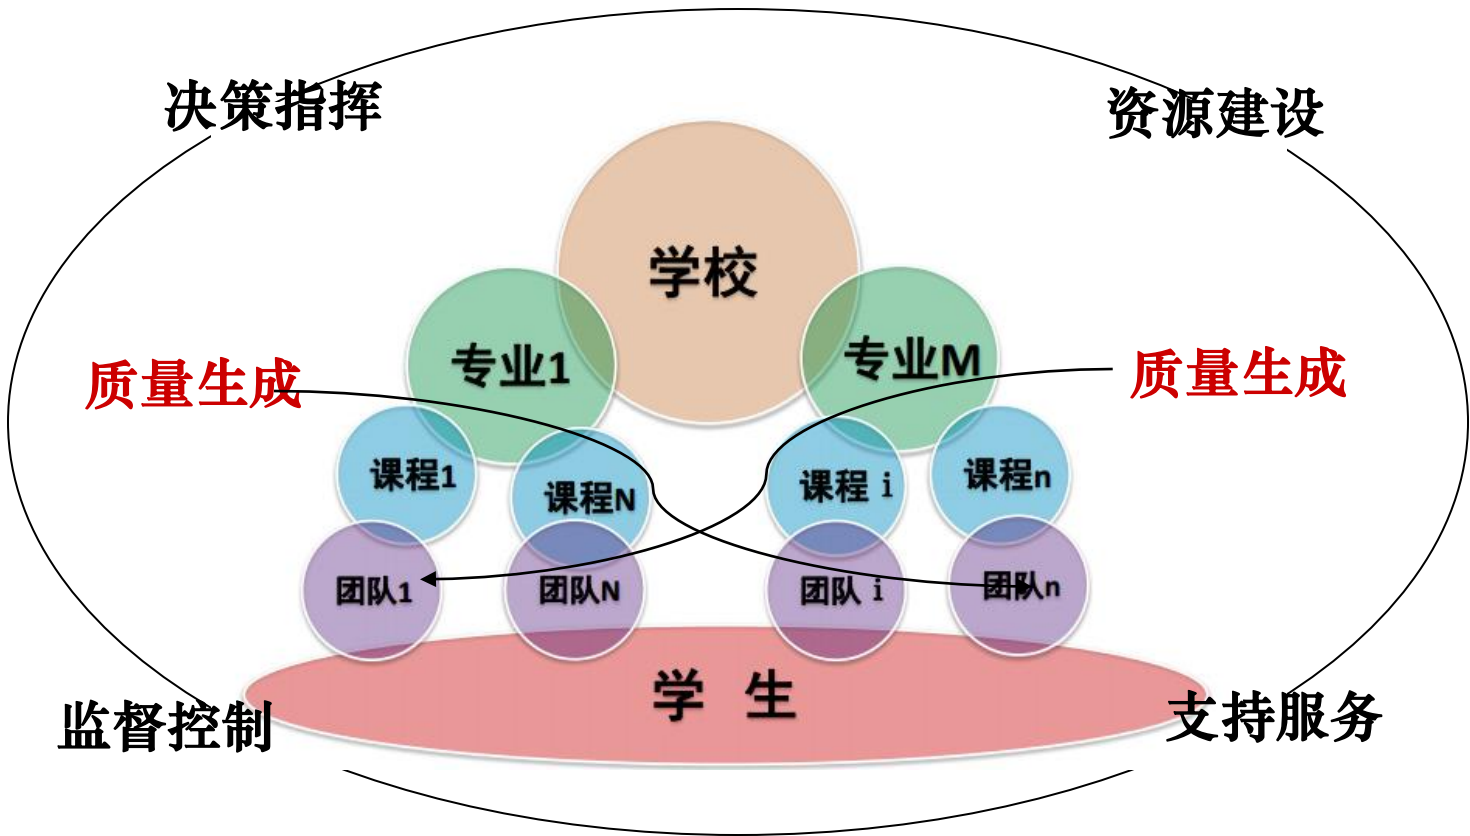 决策指挥
资源建设
学校
专业1
专业M
质量生成
质量生成
课程1
课程N
课程 i
课程n
团队1
团队N
团队 i
团队n
学 生
监督控制
支持服务